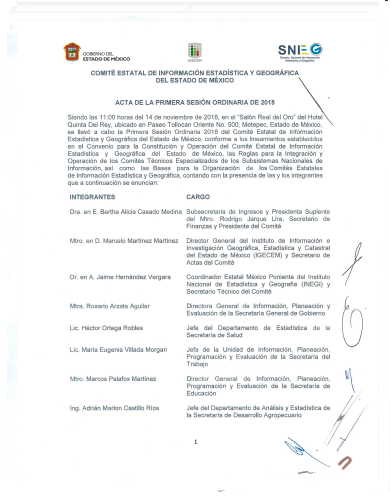 GOBIERNO DEL
ESTADO DE MÉXICO
IGECEM
SNIEG
COMITÉ ESTATAL DE INFORMACIÓN ESTADÍSTICA Y GEOGRÁFICA
DEL ESTADO DE MÉXICO
ACTA DE LA PRIMERA SESIÓN ORDINARIA DE 2018
Siendo las 11:00 horas del 14 de noviembre de 2018, en el "Salón Real del Oro" del Hotel
Quinta Del Rey, ubicado en Paseo Tollocan Oriente No. 500, Metepec, Estado de México,
se llevó a cabo la Primera Sesión Ordinaria 2018 del Comité Estatal de Información
Estadística y Geográfica del Estado de México, conforme a los lineamientos establecidos
en el Convenio para la Constitución y Operación del Comité Estatal de Información
Estadística y Geográfica del Estado de México, las Reglas para la Integración y
Operación de los Comités Técnicos Especializados de los Subsistemas Nacionales de
Información, así como las Bases para la Organización de los Comités Estatales
de Información Estadística y Geográfica, contando con la presencia de las y los integrantes
que a continuación se enuncian:
INTEGRANTES CARGO
Dra. en E. Bertha Alicia Casado Medina Subsecretaria de Ingresos y Presidenta Suplente
del Mtro. Rodrigo Jarque Lira, Secretario de
Finanzas y Presidente del Comité
Mtro. en D. Marcelo Martínez Martínez Director General del Instituto de Información e
Investigación Geográfica, Estadística y Catastral
del Estado de México (IGECEM) y Secretario de
Actas del Comité
Dr. en A. Jaime Hernández Vergara Coordinador Estatal México Poniente del Instituto
Nacional de Estadística y Geografía (INEGI) y
Secretario Técnico del Comité
Mtra. Rosario Arzate Aguilar Directora General de Información, Planeación y
Evaluación de la Secretaría General de Gobierno
Lic. Héctor Ortega Robles Jefe del Departamento de Estadística de la
Secretaría de Salud
Lic. María Eugenia Villada Morgan Jefa de la Unidad de Información, Planeación,
Programación y Evaluación de la Secretaría del
Trabajo
Mtro. Marcos Palafox Martínez Director General de Información, Planeación,
Programación y Evaluación de la Secretaría de
Educación
Ing. Adrián Marlon Castillo Ríos Jefe del Departamento de Análisis y Estadística de
la Secretaría de Desarrollo Agropecuario
1